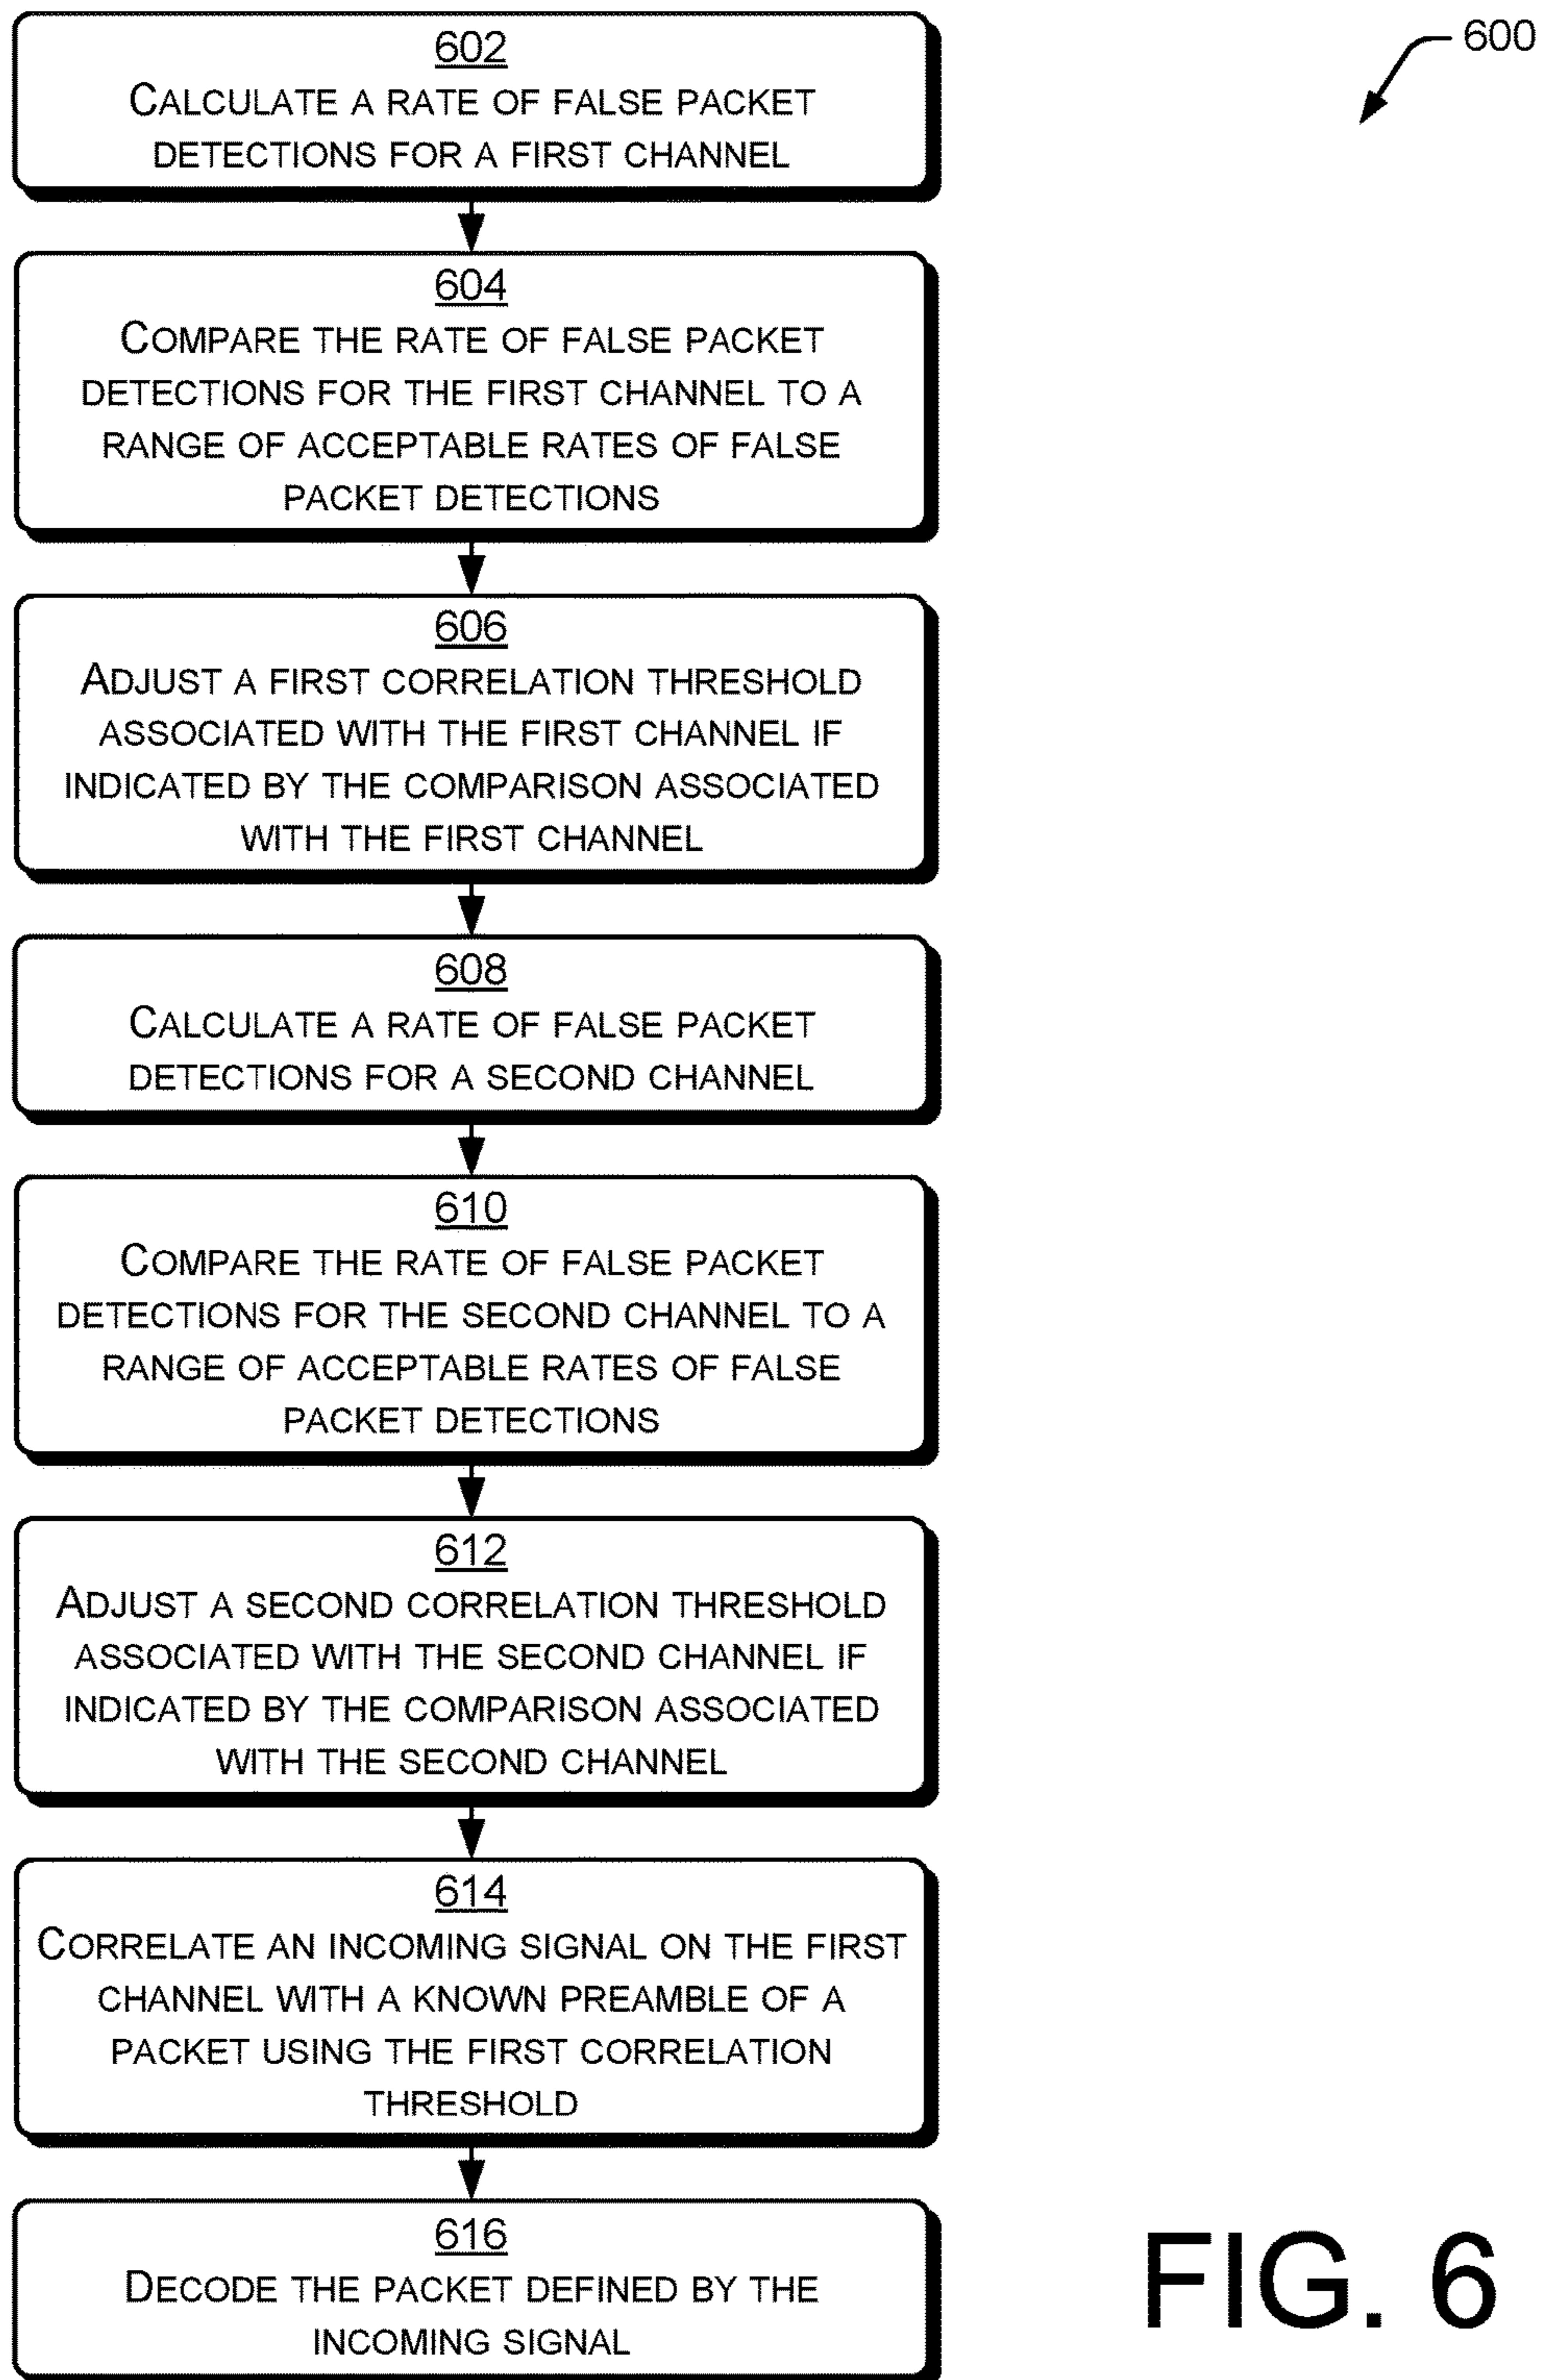 600
602
CALCULATE A RATE OF FALSE PACKET
DETECTIONS FOR A FIRST CHANNEL
604
COMPARE THE RATE OF FALSE PACKET
DETECTIONS FOR THE FIRST CHANNEL TO A
RANGE OF ACCEPTABLE RATES OF FALSE
PACKET DETECTIONS
606
ADJUST A FIRST CORRELATION THRESHOLD
ASSOCIATED WITH THE FIRST CHANNEL IF
INDICATED BY THE COMPARISON ASSOCIATED
WITH THE FIRST CHANNEL
608
CALCULATE A RATE OF FALSE PACKET
DETECTIONS FOR A SECOND CHANNEL
610
COMPARE THE RATE OF FALSE PACKET
DETECTIONS FOR THE SECOND CHANNEL TO A
RANGE OF ACCEPTABLE RATES OF FALSE
PACKET DETECTIONS
612
ADJUST A SECOND CORRELATION THRESHOLD
ASSOCIATED WITH THE SECOND CHANNEL IF
INDICATED BY THE COMPARISON ASSOCIATED
WITH THE SECOND CHANNEL
614
CORRELATE AN INCOMING SIGNAL ON THE FIRST
CHANNEL WITH A KNOWN PREAMBLE OF A
PACKET USING THE FIRST CORRELATION
THRESHOLD
616
DECODE THE PACKET DEFINED BY THE
INCOMING SIGNAL
FIG. 6